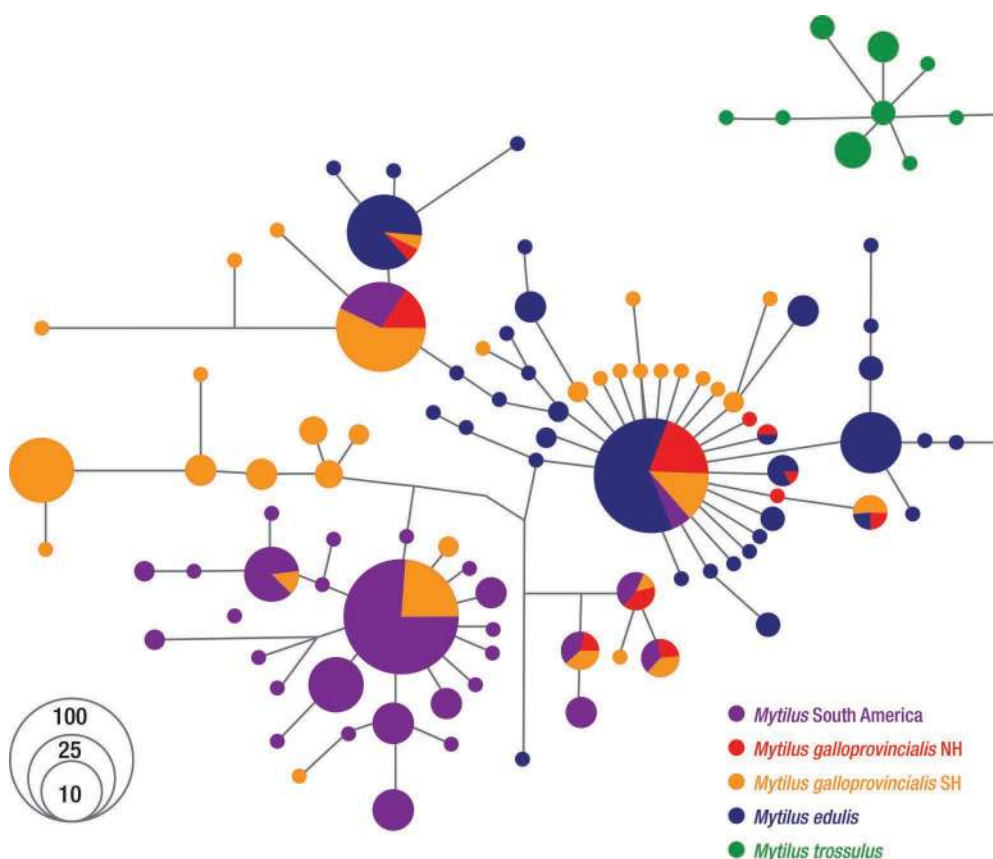 100
25
10
Mytilus South America
Mytilus galloprovincialis NH
Mytilus galloprovincialis SH
Mytilus edulis
Mytilus trossulus